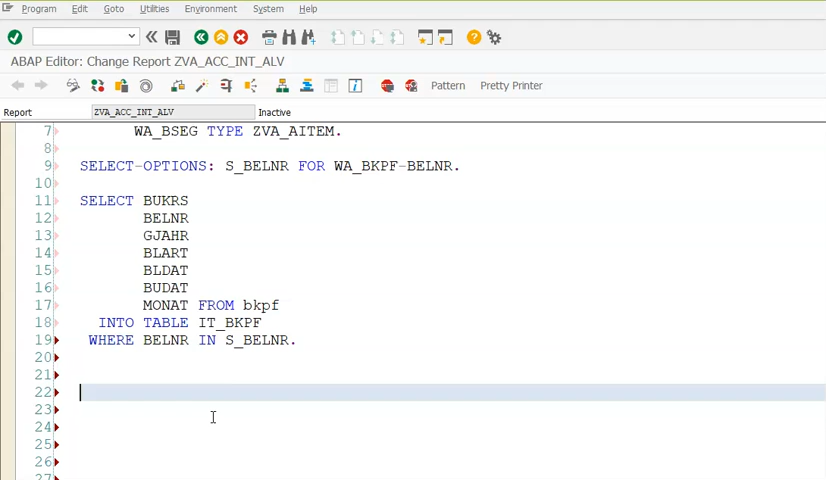 Program Edit Goto Utilities Environment System Help
ABAP Editor: Change Report ZVA_ACC_INT_ALV
Pattern Pretty Printer
Report ZVA_ACC_INT_ALV Inactive
7 WA_BSEG TYPE ZVA_AITEM.
8
9 SELECT-OPTIONS: S_BELNR FOR WA_BKPF-BELNR.
10
11 SELECT BUKRS
12 BELNR
13 GJAHR
14 BLART
15 BLDAT
16 BUDAT
17 MONAT FROM bkpf
18 INTO TABLE IT_BKPF
19 WHERE BELNR IN S_BELNR.
20
21
22
23
24
25
26
27